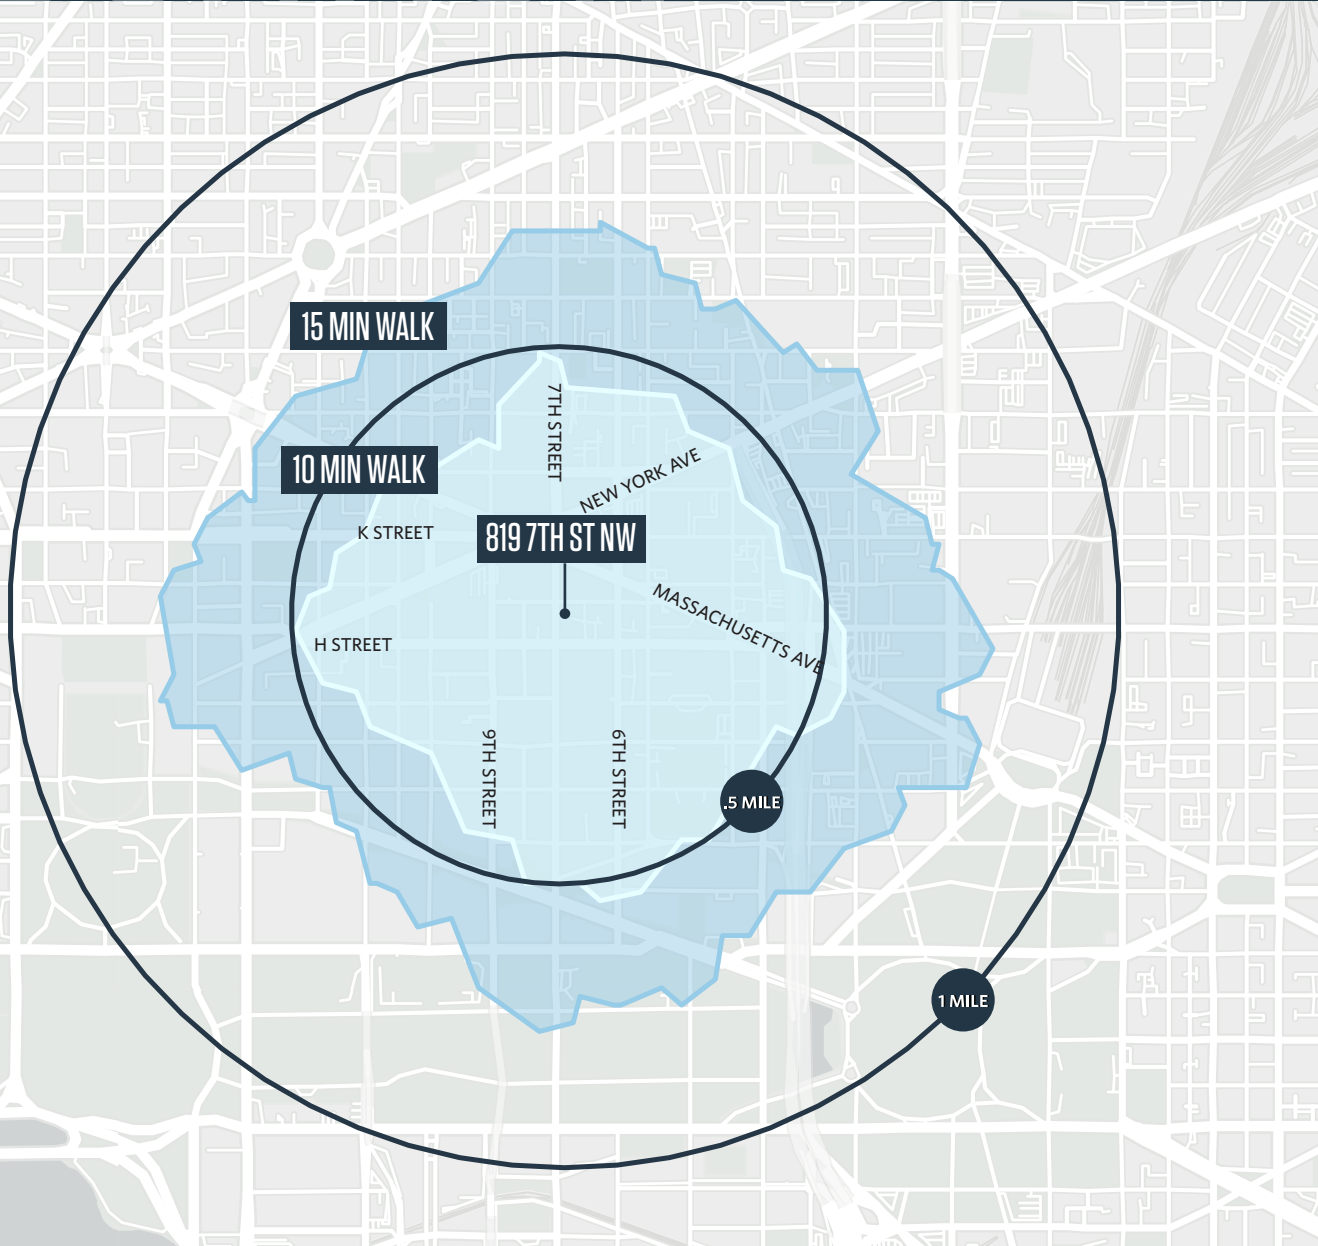 15 MIN WALK
7TH STREET
10 MIN WALK
NEW YORK AVE
K STREET
819 7TH ST NW
MASSACHUSETTS AVE
H STREET
9TH STREET
6TH STREET
.5 MILE
1 MILE